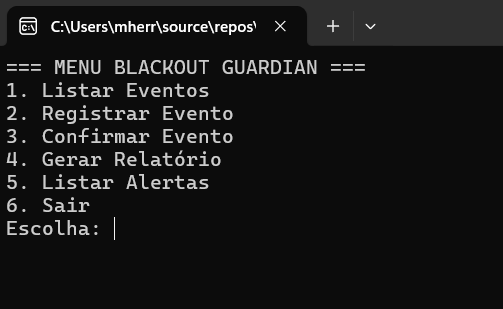 C:\Users\mherr\source\repos\
=== MENU BLACKOUT GUARDIAN ===
1. Listar Eventos
2. Registrar Evento
3. Confirmar Evento
4. Gerar Relatório
5. Listar Alertas
6. Sair
Escolha: